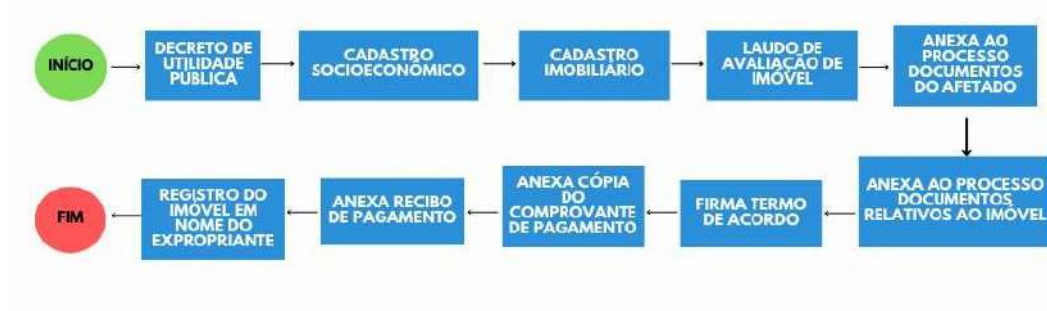 INÍCIO
DECRETO DE
UTILIDADE
PÚBLICA
CADASTRO
SOCIOECONÔMICO
CADASTRO
IMOBILIÁRIO
LAUDO DE
AVALIAÇÃO DE
IMÓVEL
ANEXA AO
PROCESSO
DOCUMENTOS
DO AFETADO
ANEXA AO PROCESSO
DOCUMENTOS
RELATIVOS AO IMÓVEL
FIRMA TERMO
DE ACORDO
ANEXA CÓPIA
DO
COMPROVANTE
DE PAGAMENTO
ANEXA RECIBO
DE PAGAMENTO
REGISTRO DO
IMÓVEL EM
NOME DO
EXPROPRIANTE
FIM